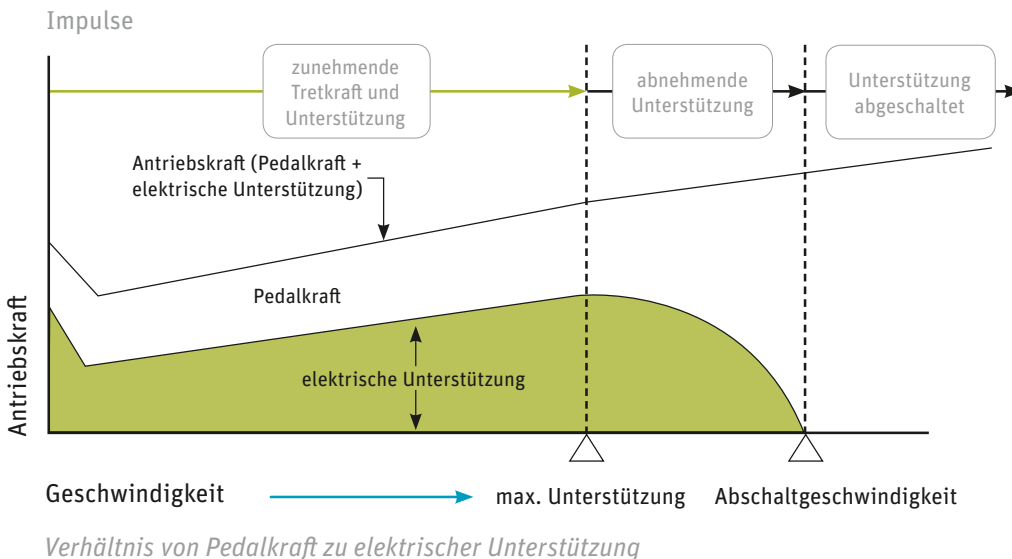 Impulse
zunehmende
Tretkraft und
Unterstützung
abnehmende
Unterstützung
Unterstützung
abgeschaltet
Antriebskraft (Pedalkraft +
elektrische Unterstützung)
Pedalkraft
elektrische Unterstützung
Antriebskraft
Geschwindigkeit
max. Unterstützung
Abschaltgeschwindigkeit
Verhältnis von Pedalkraft zu elektrischer Unterstützung